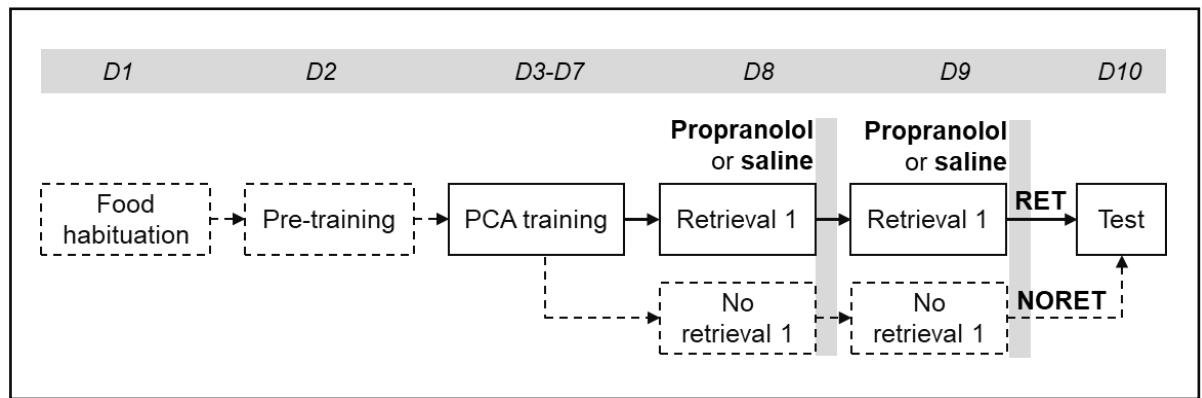 D1 D2 D3-D7 D8 D9 D10
Propranolol
or saline
Propranolol
or saline
Food
habituation
Pre-training
PCA training
Retrieval 1
Retrieval 1
RET
Test
No
retrieval 1
No
retrieval 1
NORET